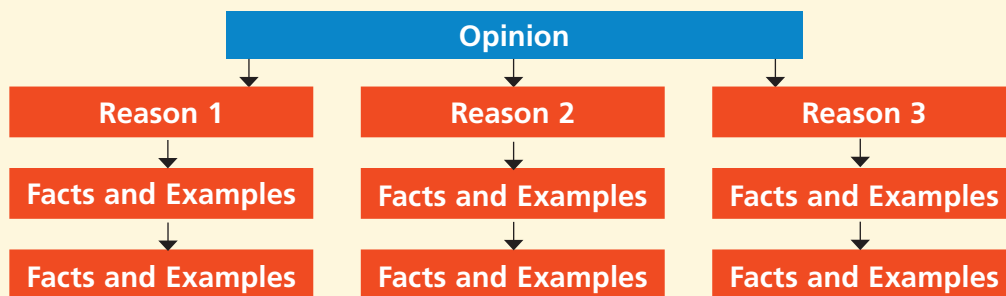 Opinion
Reason 1 Reason 2 Reason 3
Facts and Examples Facts and Examples Facts and Examples
Facts and Examples Facts and Examples Facts and Examples